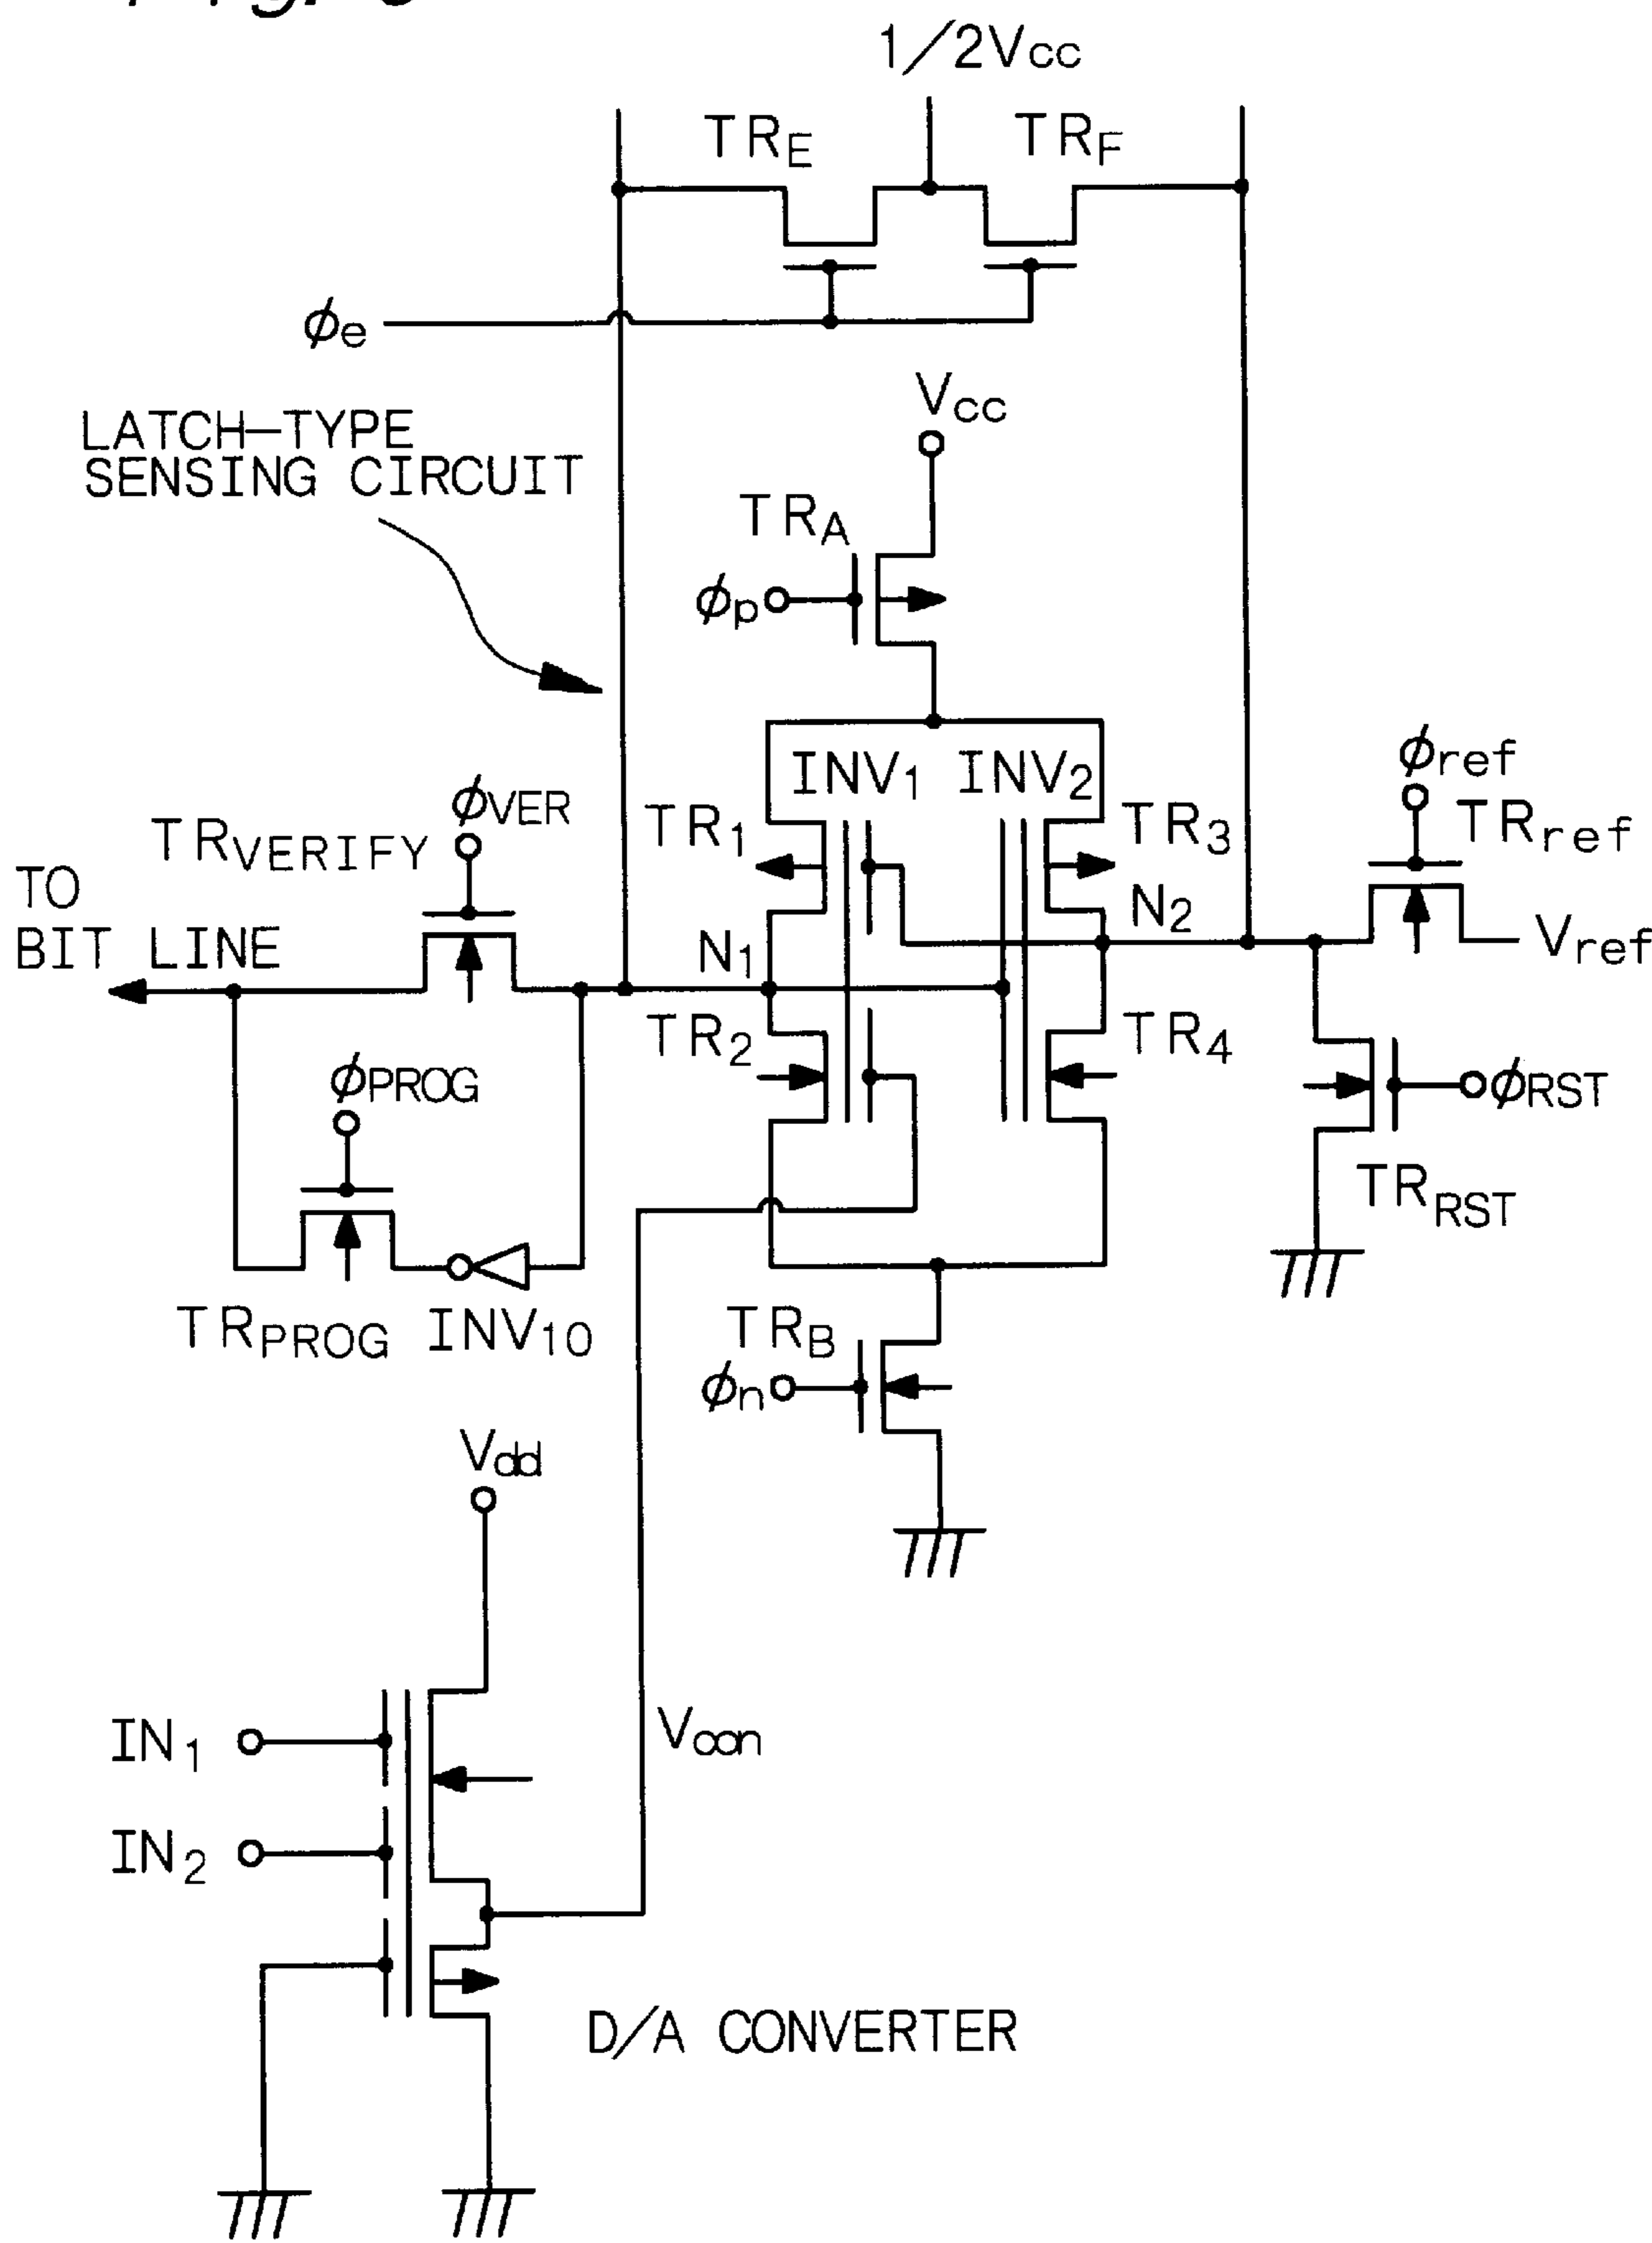 1/2Vcc
TRE
TRF
ϕe
Vcc
LATCH-TYPE
SENSING CIRCUIT
TRA
ϕp
INV1
INV2
ϕref
ϕVER
TRVERIFY
TR1
TR3
TRref
TO
BIT LINE
N1
N2
Vref
TR2
TR4
ϕPROG
ϕRST
TRRST
TRPROG
INV10
TRB
ϕn
Vdd
IN1
Vcon
IN2
D/A CONVERTER